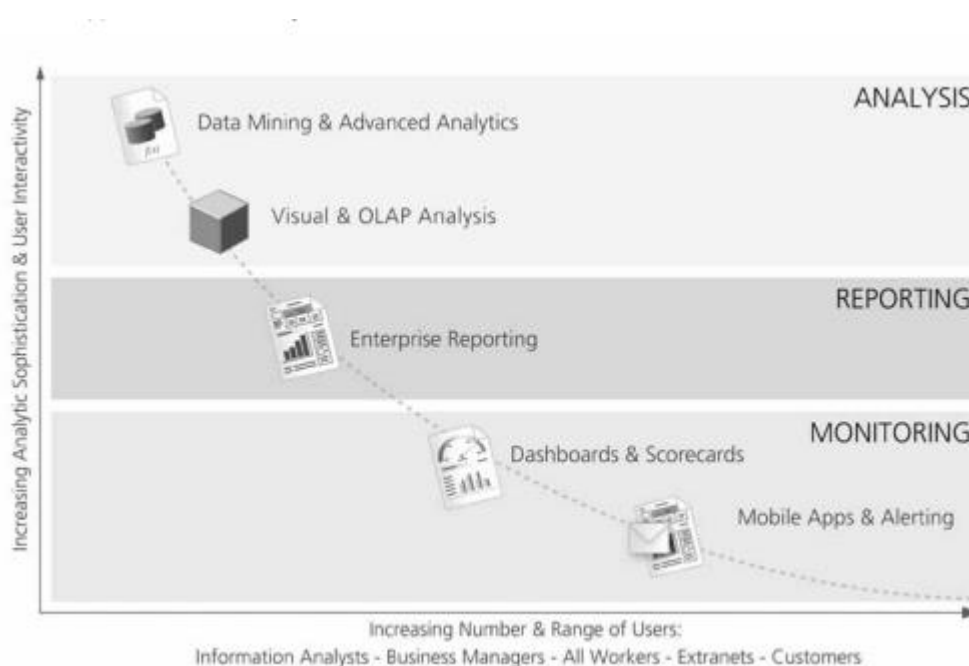 ANALYSIS
Data Mining & Advanced Analytics
Visual & OLAP Analysis
REPORTING
Enterprise Reporting
MONITORING
Dashboards & Scorecards
Mobile Apps & Alerting
Increasing Analytic Sophistication & User Interactivity
Increasing Number & Range of Users:
Information Analysts - Business Managers - All Workers - Extranets - Customers